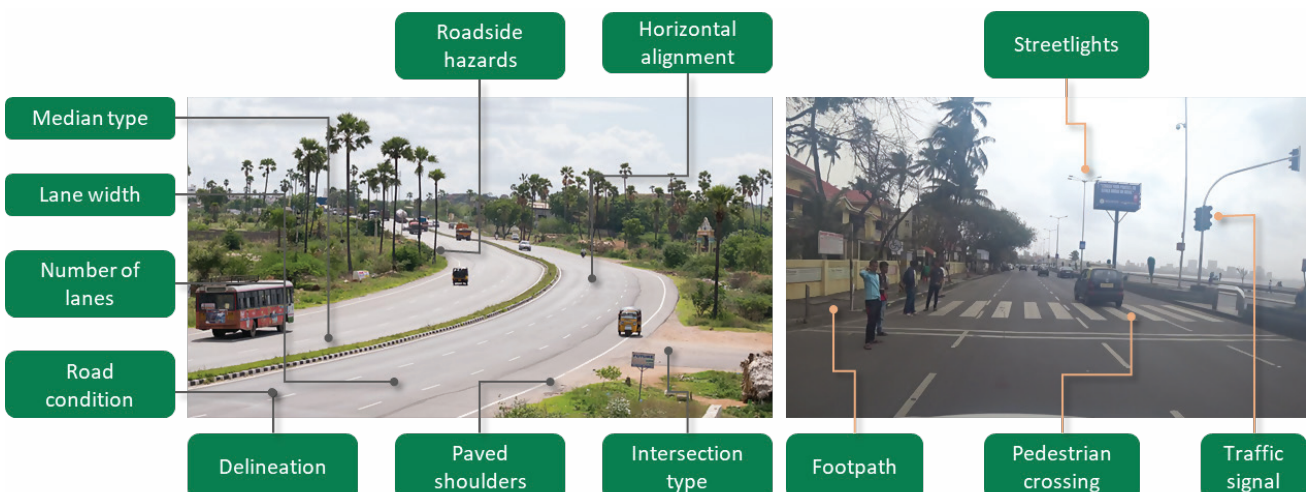 Roadside
hazards
Horizontal
alignment
Streetlights
Median type
Lane width
Number of
lanes
Road
condition
Delineation
Paved
shoulders
Intersection
type
Footpath
Pedestrian
crossing
Traffic
signal